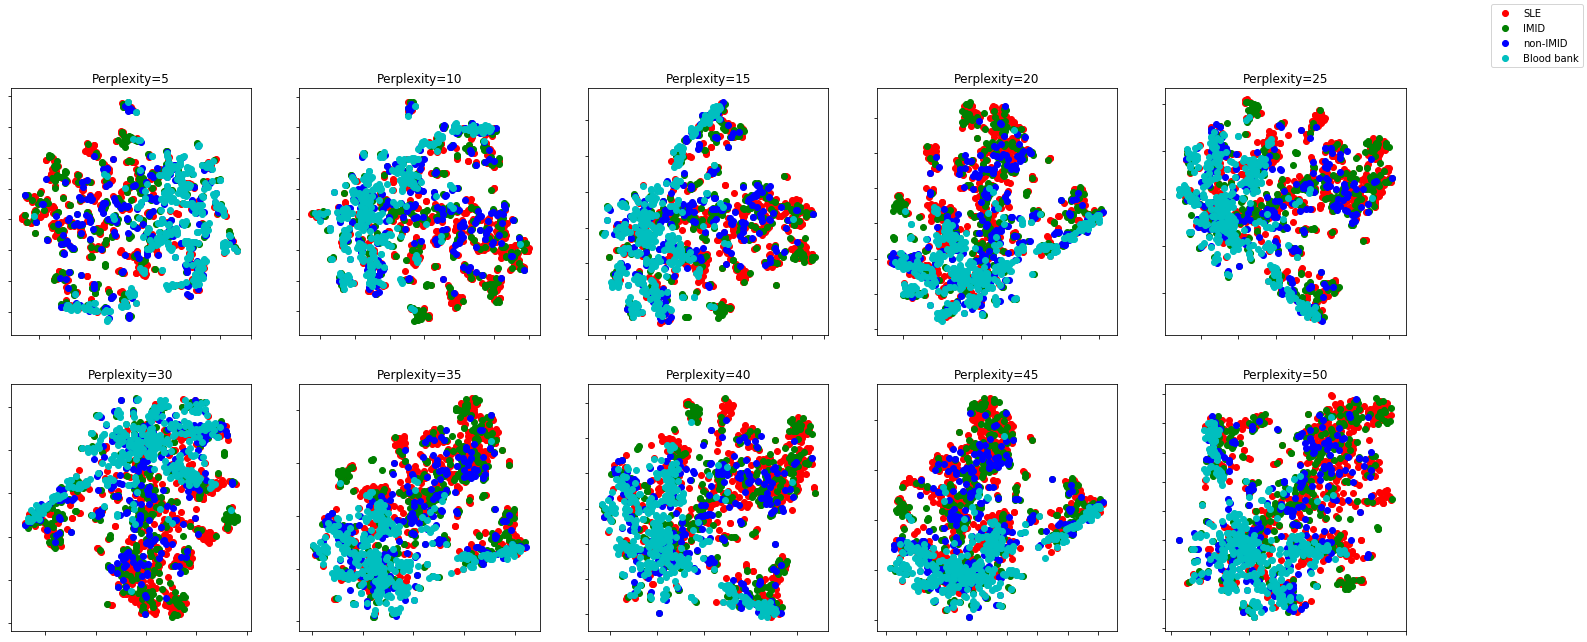 SLE
IMID
non-IMID
Blood bank
Perplexity=5
Perplexity=10
Perplexity=15
Perplexity=20
Perplexity=25
Perplexity=30
Perplexity=35
Perplexity=40
Perplexity=45
Perplexity=50